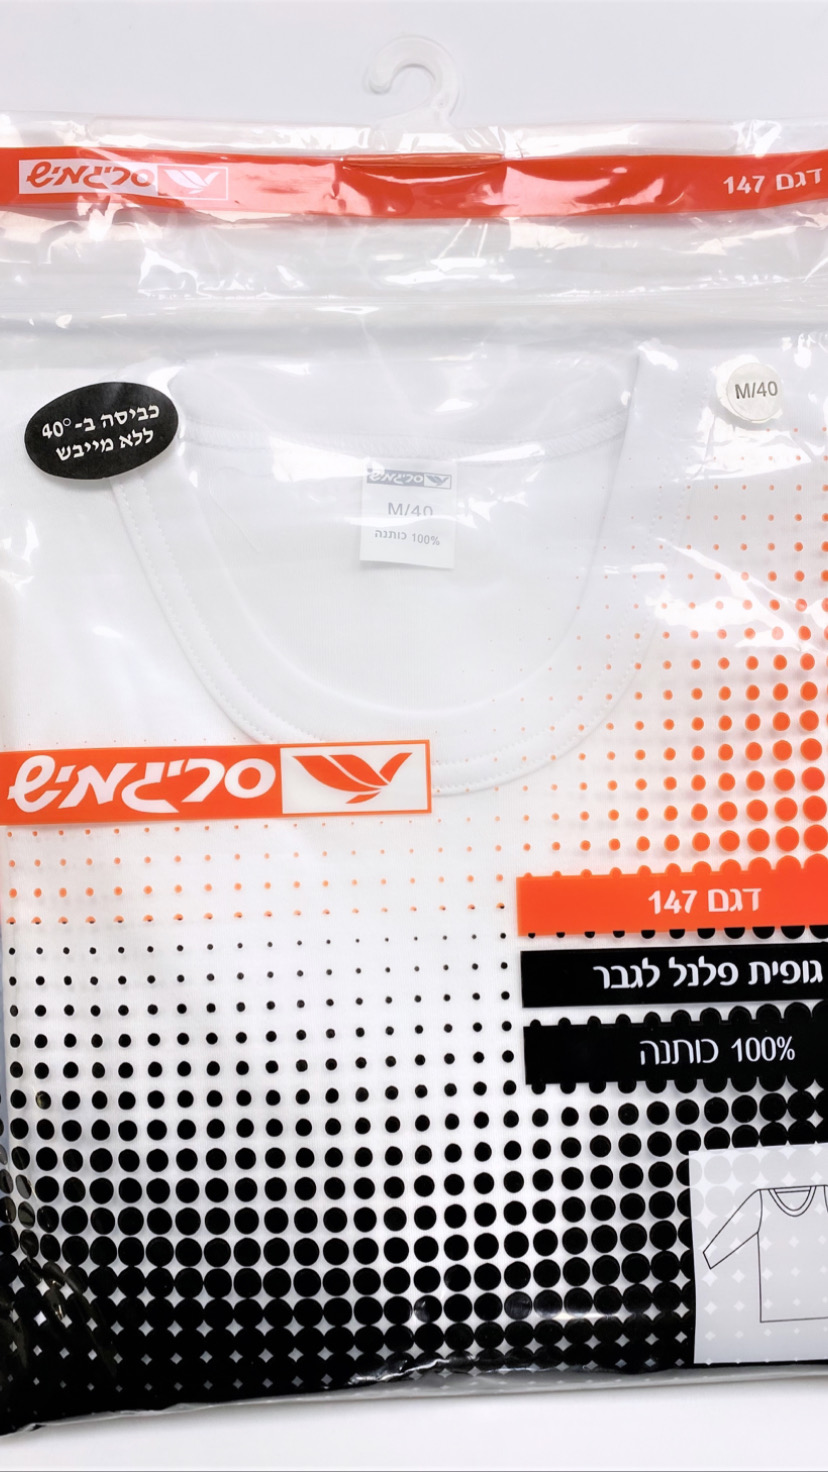 סריגמיש
דגם 147
כביסה ב-40°
ללא מייבש
M/40
סריגמיש
M/40
100% כותנה
סריגמיש
דגם 147
גופית פלנל לגבר
100% כותנה